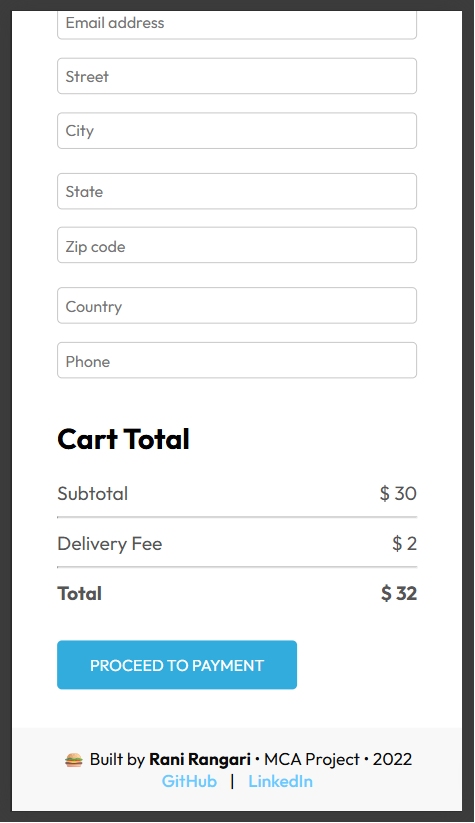 Email address
Street
City
State
Zip code
Country
Phone
Cart Total
Subtotal $ 30
Delivery Fee $ 2
Total $ 32
PROCEED TO PAYMENT
🍔 Built by Rani Rangari • MCA Project • 2022
GitHub | LinkedIn